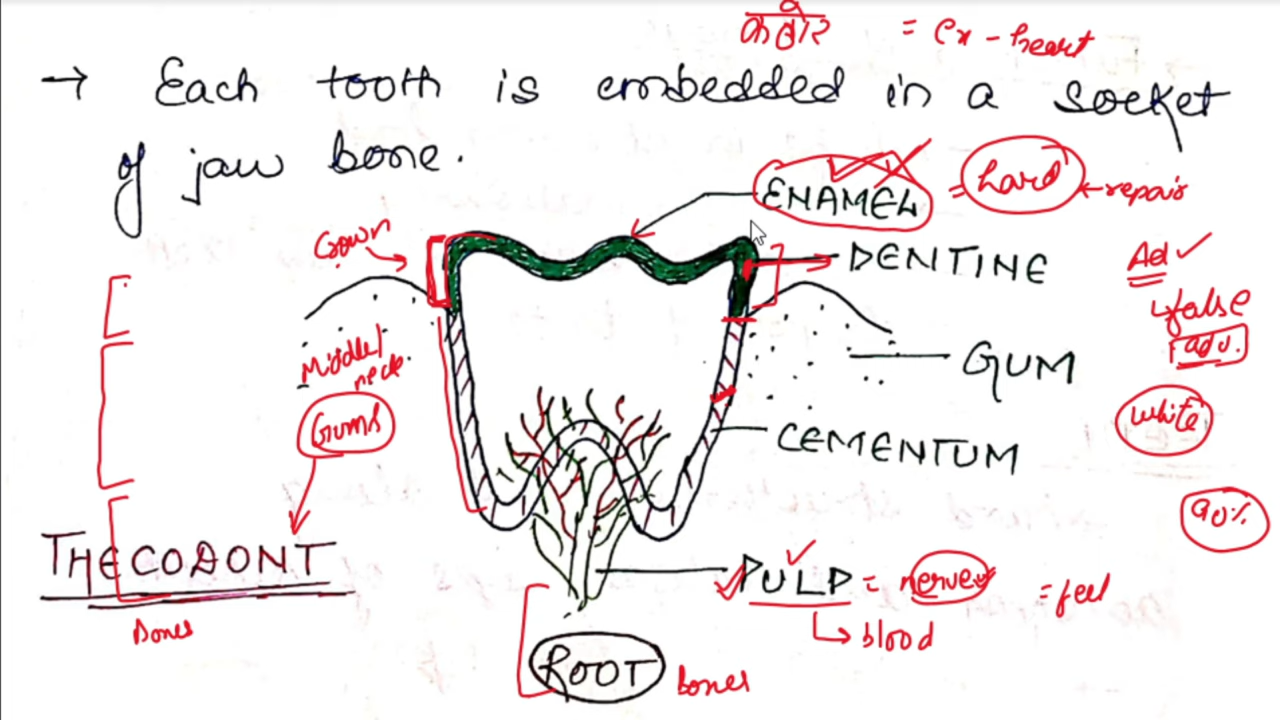 = Ex - heart
→ Each tooth is embedded in a socket
of jaw bone.
ENAMEL = hard ← repair
Crown
DENTINE
Ad ✓
↳ false
adv.
Middle/
neck
GUM
Gums
white
CEMENTUM
90%
THECODONT
PULP = nerves = feel
↳ blood
Bones
ROOT bones